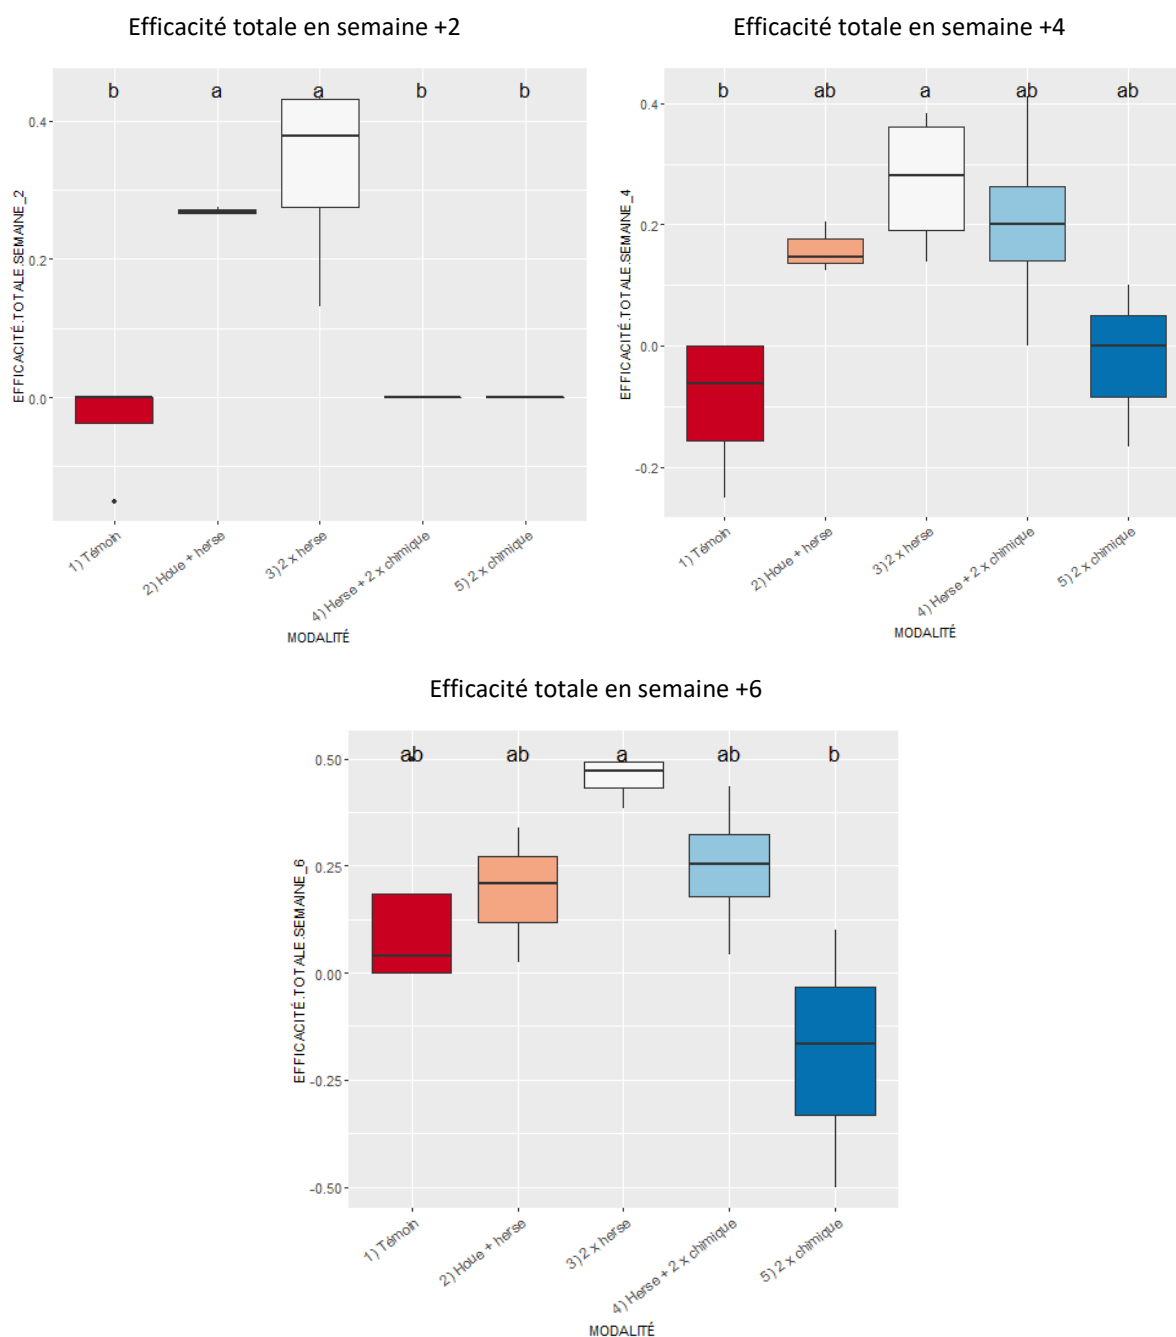 Efficacité totale en semaine +2
Efficacité totale en semaine +4
b a a b b
0.4
0.2
0.0
EFFICACITÉ.TOTALE.SEMAINE_2
1) Témoin
2) Houe + herse
3) 2 x herse
4) Herse + 2 x chimique
5) 2 x chimique
MODALITÉ
b ab a ab ab
0.4
0.2
0.0
-0.2
EFFICACITÉ.TOTALE.SEMAINE_4
1) Témoin
2) Houe + herse
3) 2 x herse
4) Herse + 2 x chimique
5) 2 x chimique
MODALITÉ
Efficacité totale en semaine +6
ab ab a ab b
0.50
0.25
0.00
-0.25
-0.50
EFFICACITÉ.TOTALE.SEMAINE_6
1) Témoin
2) Houe + herse
3) 2 x herse
4) Herse + 2 x chimique
5) 2 x chimique
MODALITÉ